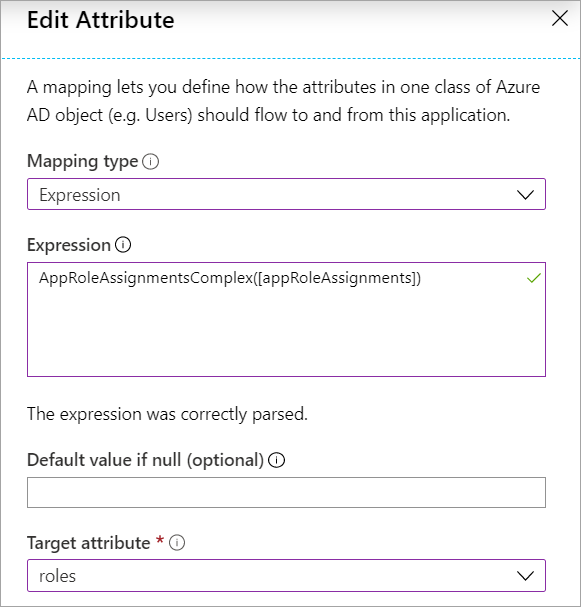 Edit Attribute
A mapping lets you define how the attributes in one class of Azure
AD object (e.g. Users) should flow to and from this application.
Mapping type
Expression
Expression
AppRoleAssignmentsComplex([appRoleAssignments])
The expression was correctly parsed.
Default value if null (optional)
Target attribute *
roles